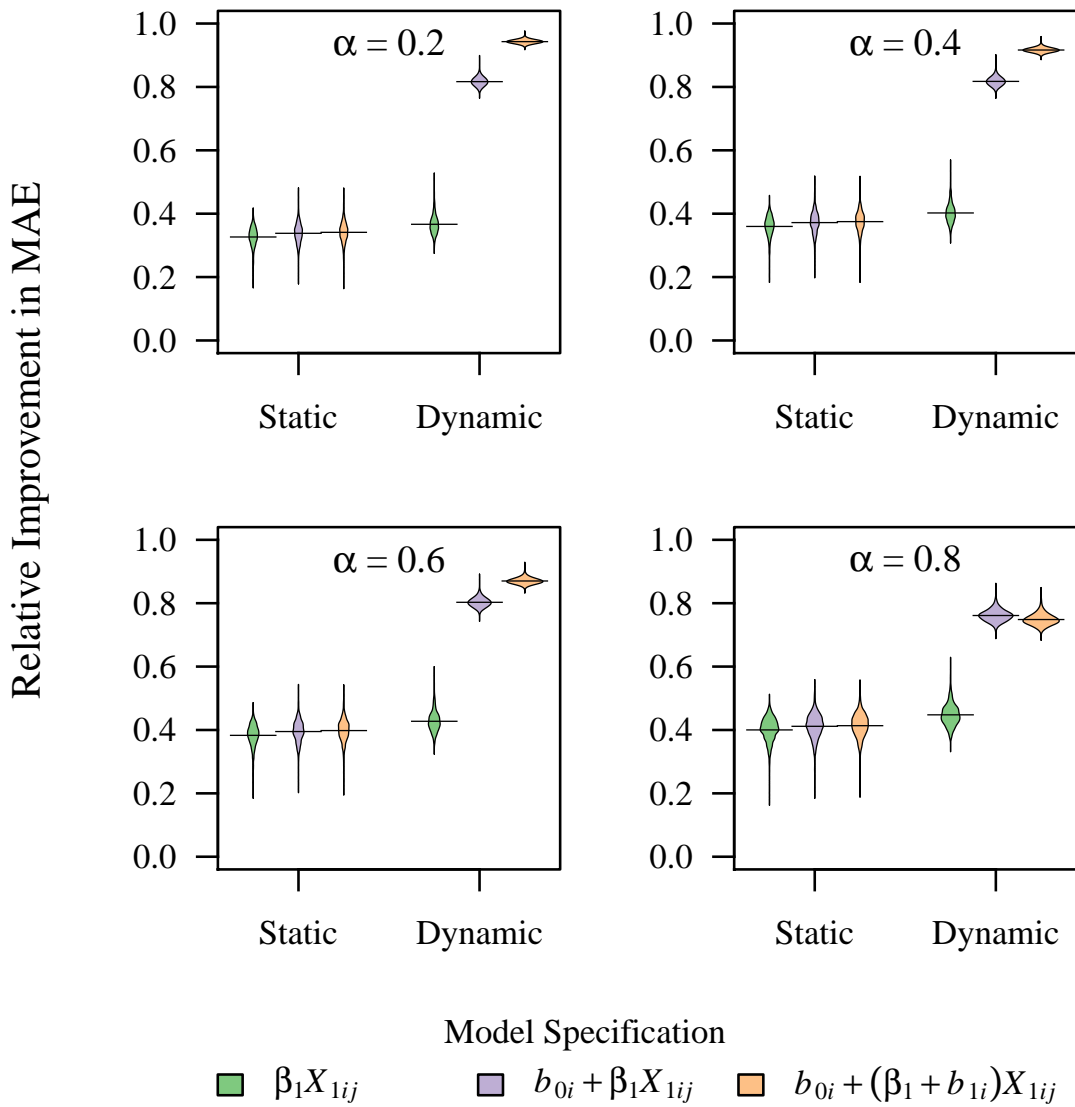 Relative Improvement in MAE
α = 0.2
1.0
0.8
0.6
0.4
0.2
0.0
Static Dynamic
α = 0.4
1.0
0.8
0.6
0.4
0.2
0.0
Static Dynamic
α = 0.6
1.0
0.8
0.6
0.4
0.2
0.0
Static Dynamic
α = 0.8
1.0
0.8
0.6
0.4
0.2
0.0
Static Dynamic
Model Specification
β₁X₁ᵢⱼ b₀ᵢ + β₁X₁ᵢⱼ b₀ᵢ + (β₁ + b₁ᵢ)X₁ᵢⱼ